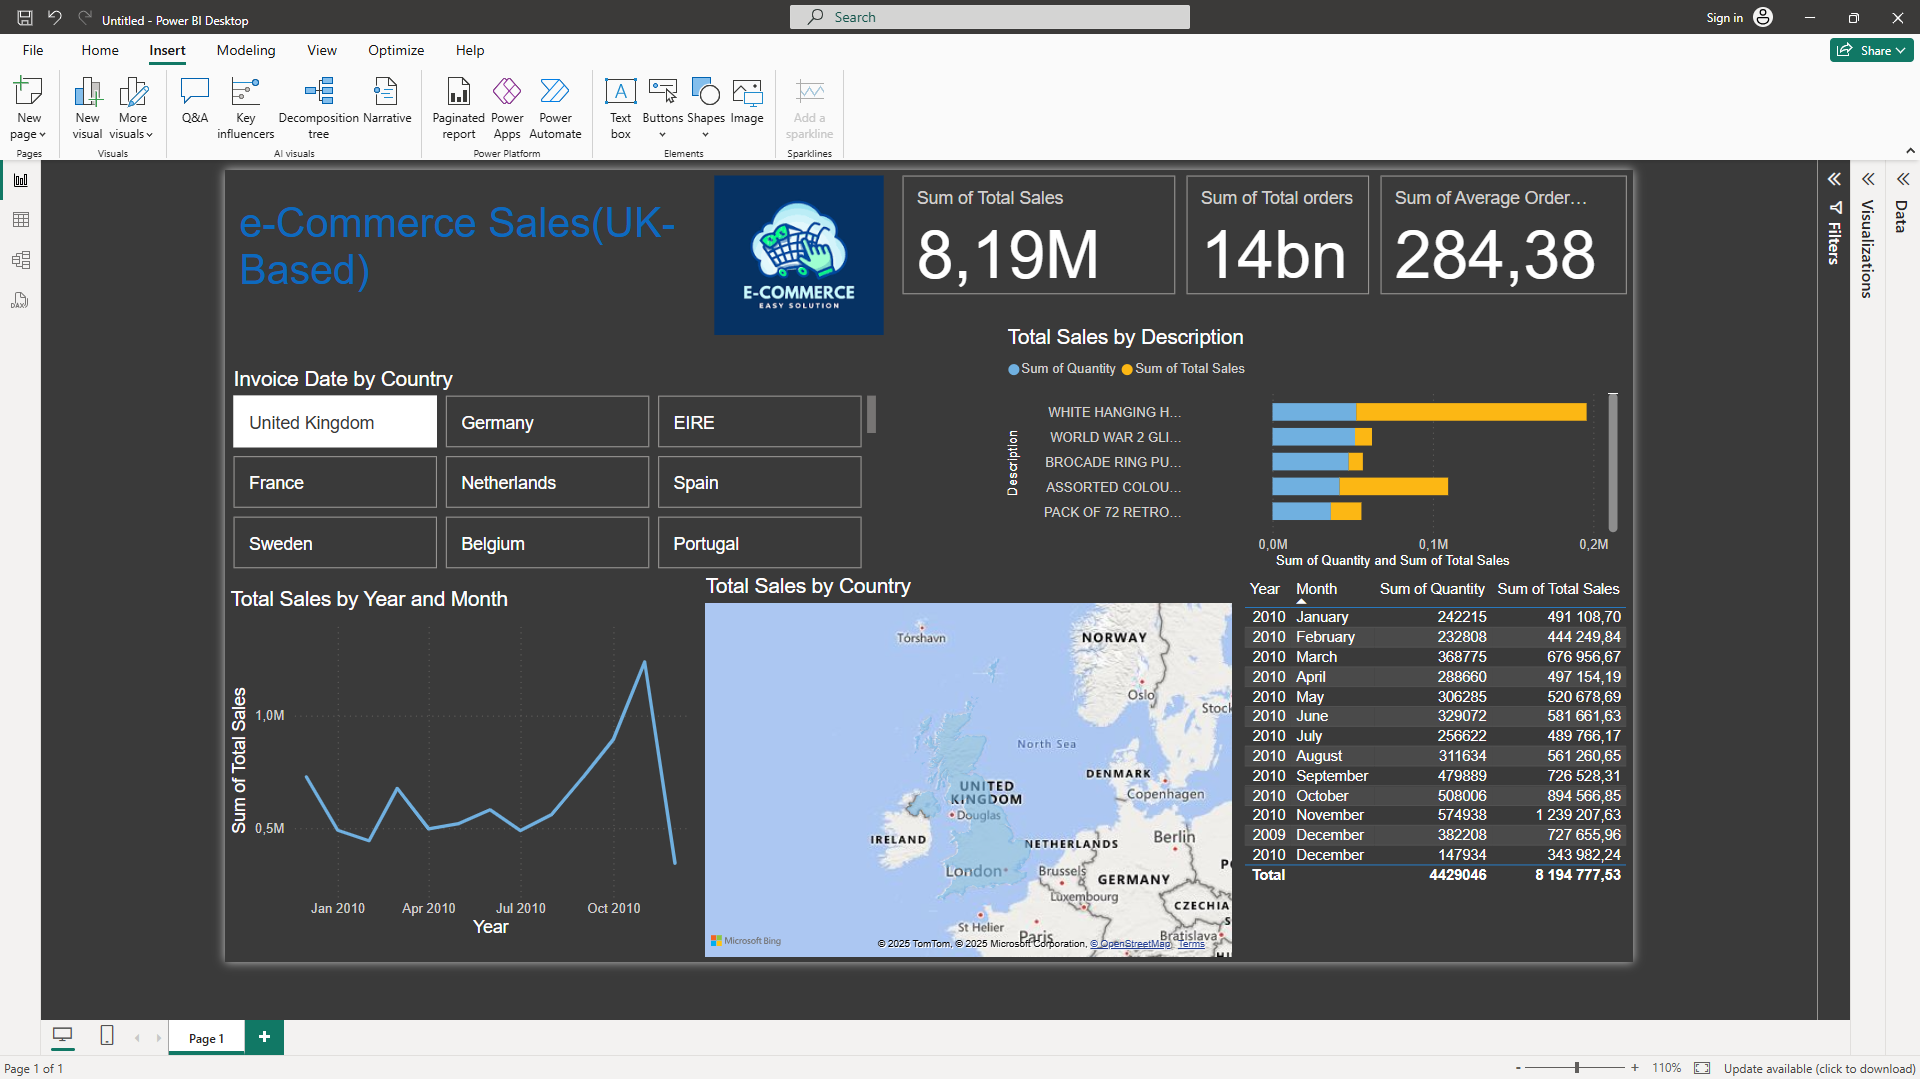 Untitled - Power BI Desktop
Search
Sign in
File Home Insert Modeling View Optimize Help
Share
New page
New visual
More visuals
Q&A
Key influencers
Decomposition tree
Narrative
Paginated report
Power Apps
Power Automate
Text box
Buttons
Shapes
Image
Add a sparkline
Pages
Visuals
AI visuals
Power Platform
Elements
Sparklines
DAX
e-Commerce Sales(UK-
Based)
E-COMMERCE
EASY SOLUTION
Sum of Total Sales
8,19M
Sum of Total orders
14bn
Sum of Average Order...
284,38
Filters
Visualizations
Data
Invoice Date by Country
United Kingdom Germany EIRE
France Netherlands Spain
Sweden Belgium Portugal
Total Sales by Description
Sum of Quantity Sum of Total Sales
Description
WHITE HANGING H...
WORLD WAR 2 GLI...
BROCADE RING PU...
ASSORTED COLOU...
PACK OF 72 RETRO...
0,0M 0,1M 0,2M
Sum of Quantity and Sum of Total Sales
Total Sales by Year and Month
Sum of Total Sales
1,0M
0,5M
Jan 2010 Apr 2010 Jul 2010 Oct 2010
Year
Total Sales by Country
Tórshavn
NORWAY
Oslo
Stock
North Sea
DENMARK
Copenhagen
UNITED
KINGDOM
Douglas
IRELAND
NETHERLANDS
Berlin
London
Brussels
GERMANY
P
Luxembourg
CZECHIA
S
St Helier
Paris
Bratislava
HU
Microsoft Bing
© 2025 TomTom, © 2025 Microsoft Corporation, © OpenStreetMap Terms
Year Month Sum of Quantity Sum of Total Sales
2010 January 242215 491 108,70
2010 February 232808 444 249,84
2010 March 368775 676 956,67
2010 April 288660 497 154,19
2010 May 306285 520 678,69
2010 June 329072 581 661,63
2010 July 256622 489 766,17
2010 August 311634 561 260,65
2010 September 479889 726 528,31
2010 October 508006 894 566,85
2010 November 574938 1 239 207,63
2009 December 382208 727 655,96
2010 December 147934 343 982,24
Total 4429046 8 194 777,53
Page 1
Page 1 of 1
- + 110%
Update available (click to download)